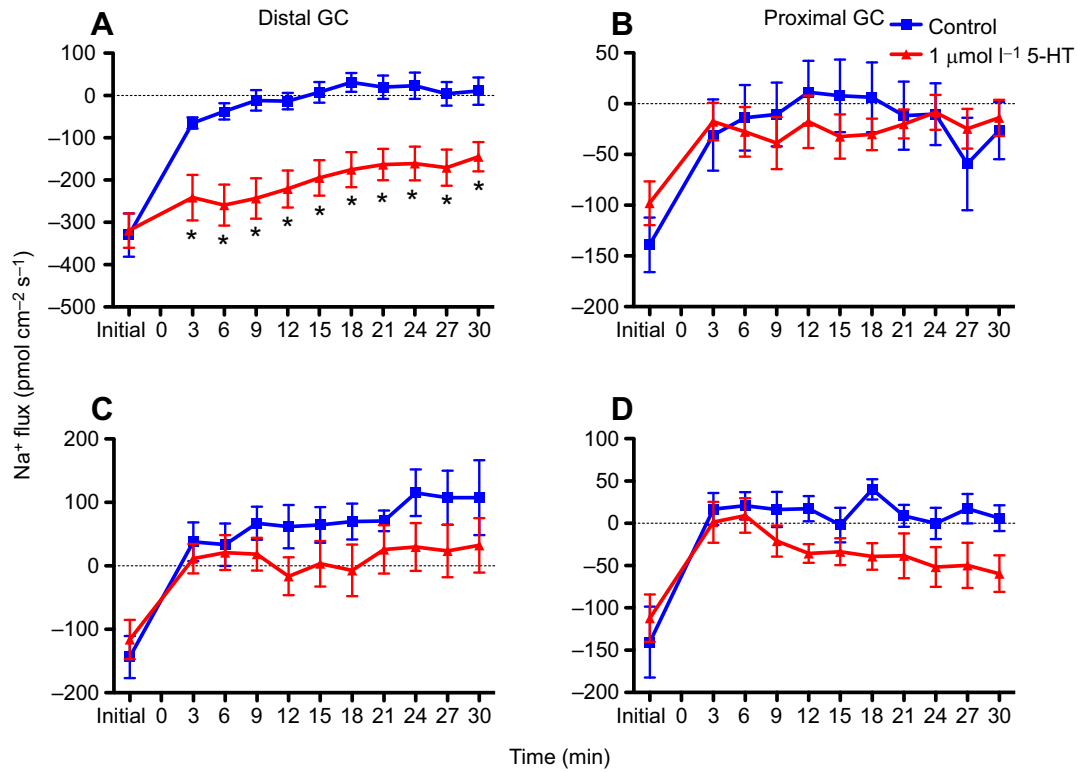 Distal GC
Proximal GC
Control
1 μmol l⁻¹ 5-HT
A
100
0
–100
–200
–300
–400
–500
* * * * * * * * * *
Initial 0 3 6 9 12 15 18 21 24 27 30
B
50
0
–50
–100
–150
–200
Initial 0 3 6 9 12 15 18 21 24 27 30
Na⁺ flux (pmol cm⁻² s⁻¹)
C
200
100
0
–100
–200
Initial 0 3 6 9 12 15 18 21 24 27 30
D
100
50
0
–50
–100
–150
–200
Initial 0 3 6 9 12 15 18 21 24 27 30
Time (min)